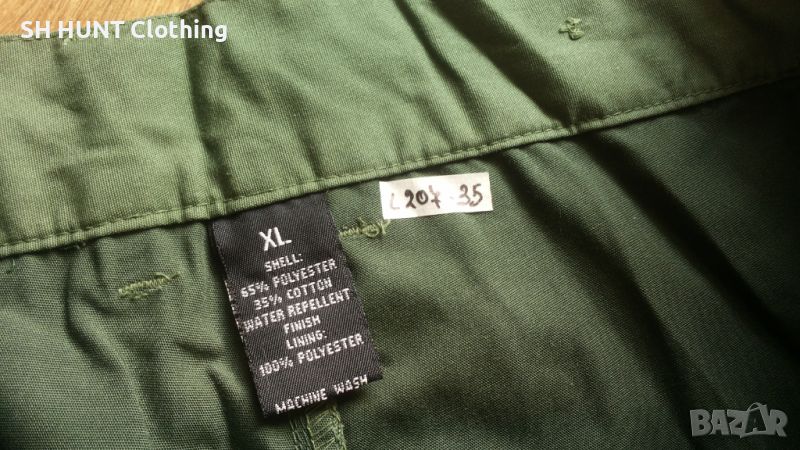 SH HUNT Clothing
L207-35
XL
SHELL:
65% POLYESTER
35% COTTON
WATER REPELLENT
FINISH
LINING:
100% POLYESTER
MACHINE WASH
BAZAR